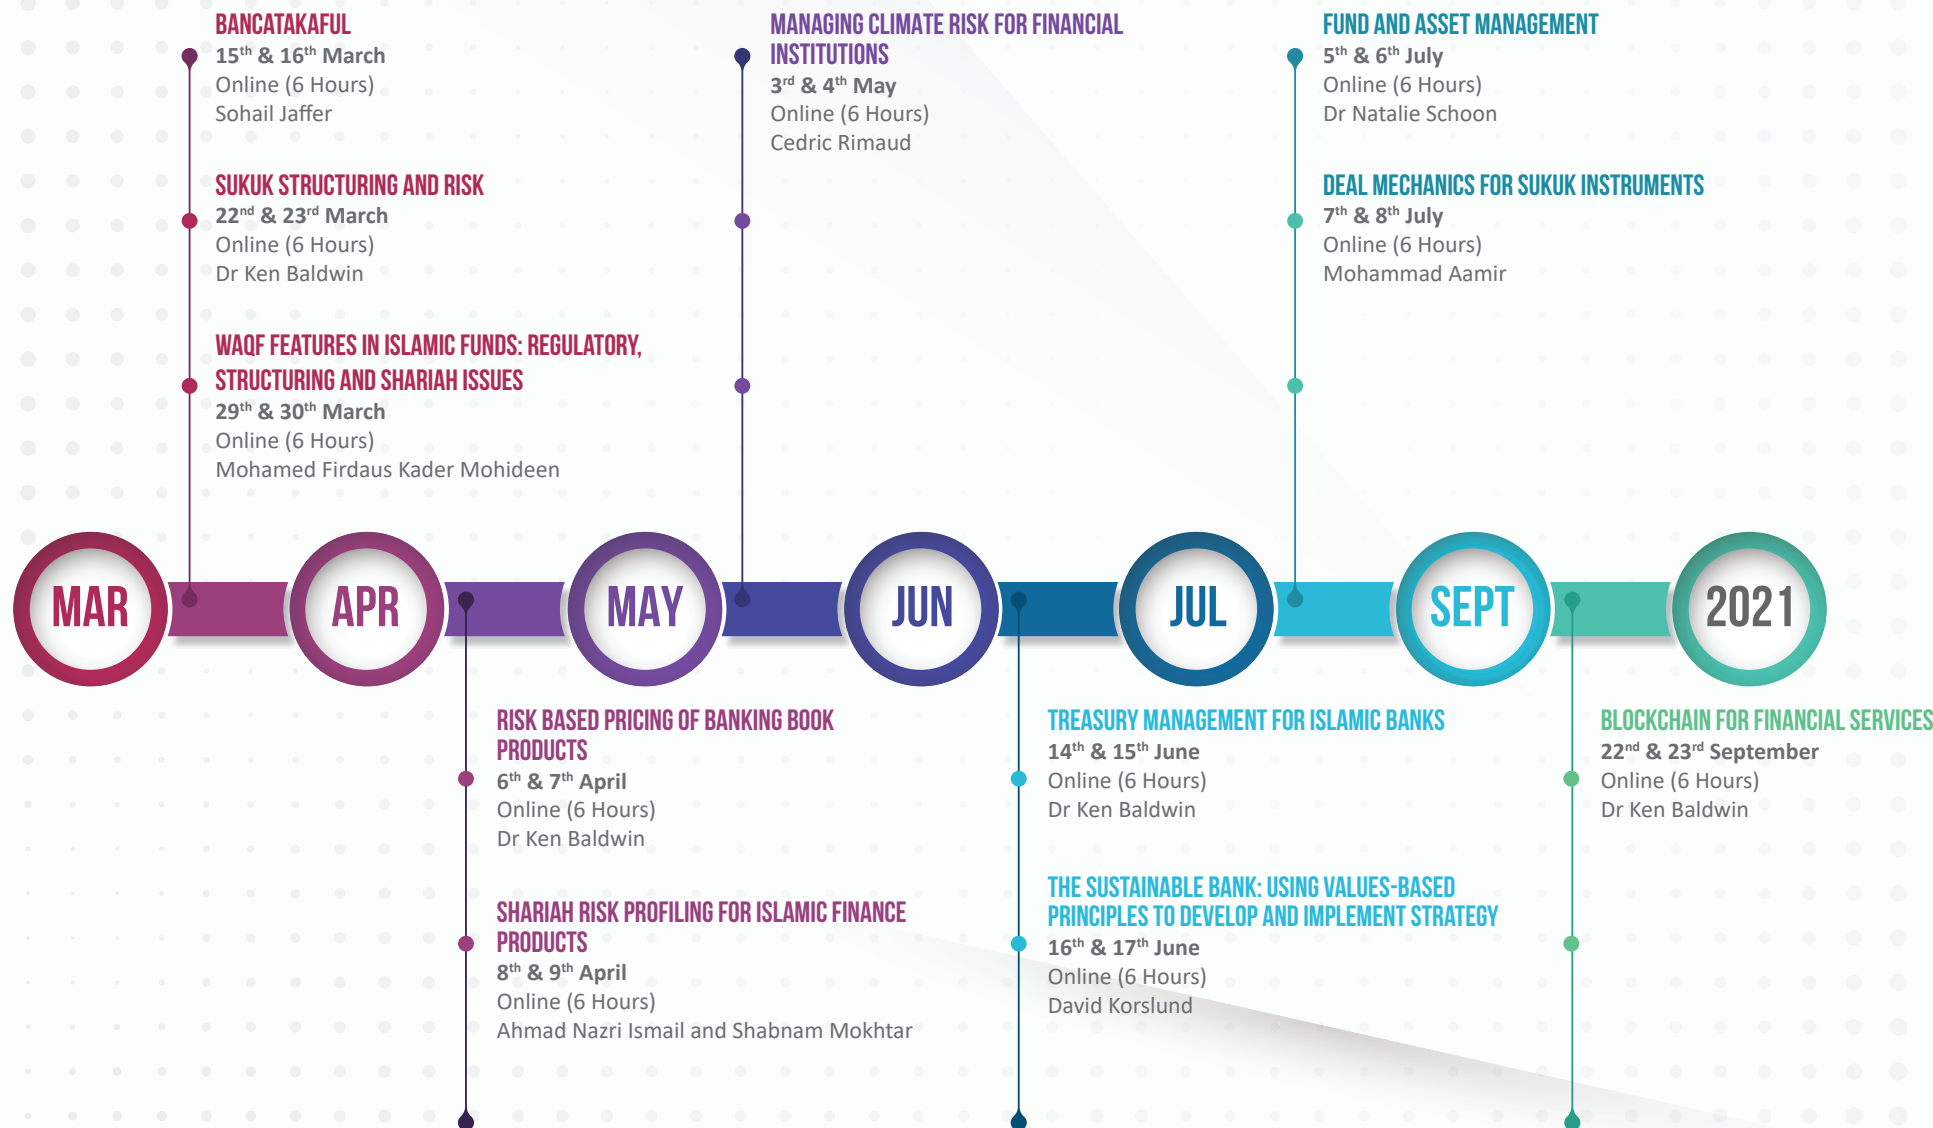 BANCATAKAFUL
15th & 16th March
Online (6 Hours)
Sohail Jaffer
SUKUK STRUCTURING AND RISK
22nd & 23rd March
Online (6 Hours)
Dr Ken Baldwin
WAQF FEATURES IN ISLAMIC FUNDS: REGULATORY,
STRUCTURING AND SHARIAH ISSUES
29th & 30th March
Online (6 Hours)
Mohamed Firdaus Kader Mohideen
MANAGING CLIMATE RISK FOR FINANCIAL
INSTITUTIONS
3rd & 4th May
Online (6 Hours)
Cedric Rimaud
FUND AND ASSET MANAGEMENT
5th & 6th July
Online (6 Hours)
Dr Natalie Schoon
DEAL MECHANICS FOR SUKUK INSTRUMENTS
7th & 8th July
Online (6 Hours)
Mohammad Aamir
MAR
APR
MAY
JUN
JUL
SEPT
2021
RISK BASED PRICING OF BANKING BOOK
PRODUCTS
6th & 7th April
Online (6 Hours)
Dr Ken Baldwin
SHARIAH RISK PROFILING FOR ISLAMIC FINANCE
PRODUCTS
8th & 9th April
Online (6 Hours)
Ahmad Nazri Ismail and Shabnam Mokhtar
TREASURY MANAGEMENT FOR ISLAMIC BANKS
14th & 15th June
Online (6 Hours)
Dr Ken Baldwin
THE SUSTAINABLE BANK: USING VALUES-BASED
PRINCIPLES TO DEVELOP AND IMPLEMENT STRATEGY
16th & 17th June
Online (6 Hours)
David Korslund
BLOCKCHAIN FOR FINANCIAL SERVICES
22nd & 23rd September
Online (6 Hours)
Dr Ken Baldwin